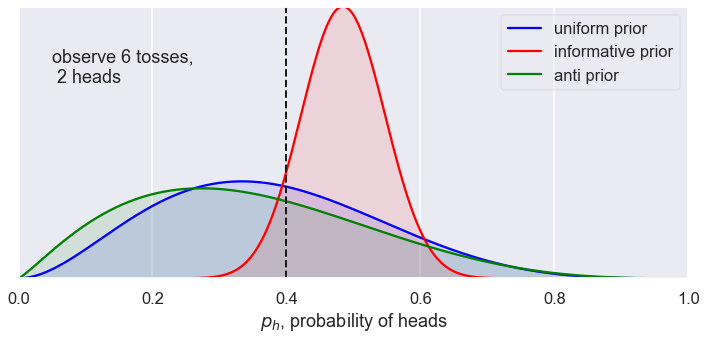 observe 6 tosses,
2 heads
uniform prior
informative prior
anti prior
0.0 0.2 0.4 0.6 0.8 1.0
p_h, probability of heads